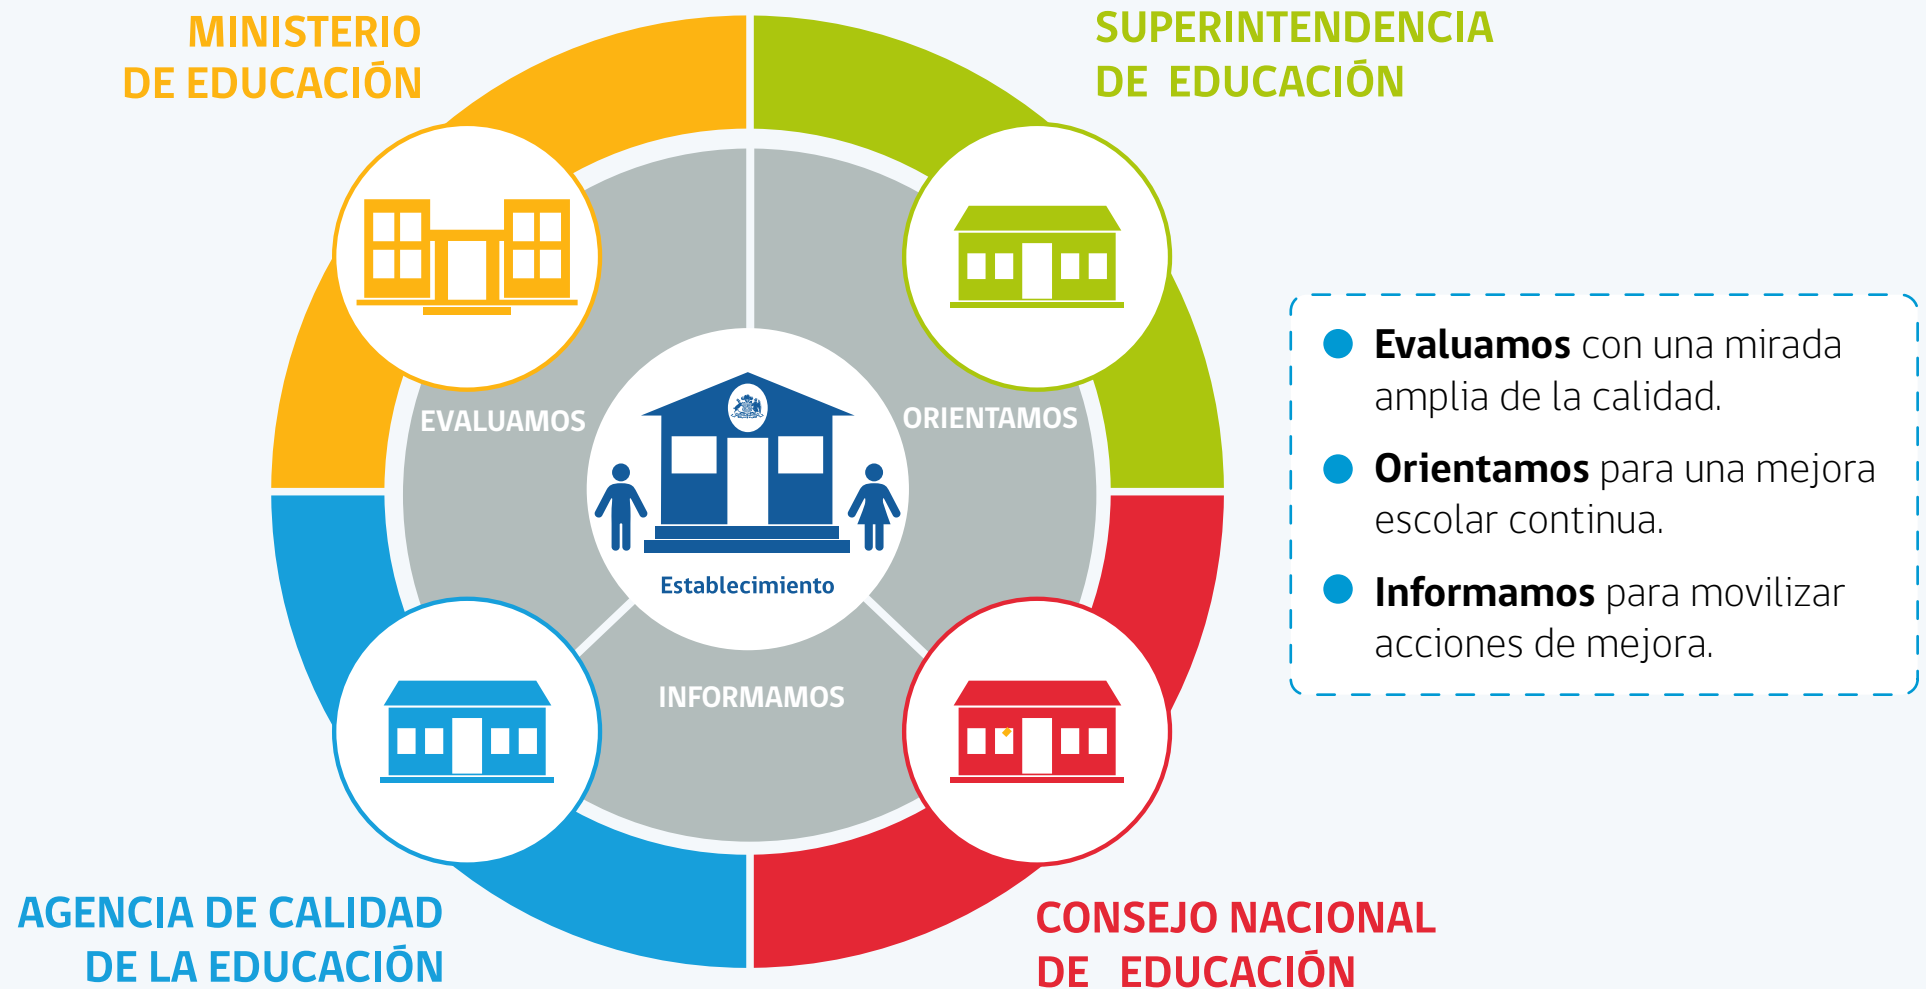 MINISTERIO
DE EDUCACIÓN
SUPERINTENDENCIA
DE EDUCACIÓN
EVALUAMOS
ORIENTAMOS
Establecimiento
INFORMAMOS
AGENCIA DE CALIDAD
DE LA EDUCACIÓN
CONSEJO NACIONAL
DE EDUCACIÓN
Evaluamos con una mirada
amplia de la calidad.
Orientamos para una mejora
escolar continua.
Informamos para movilizar
acciones de mejora.